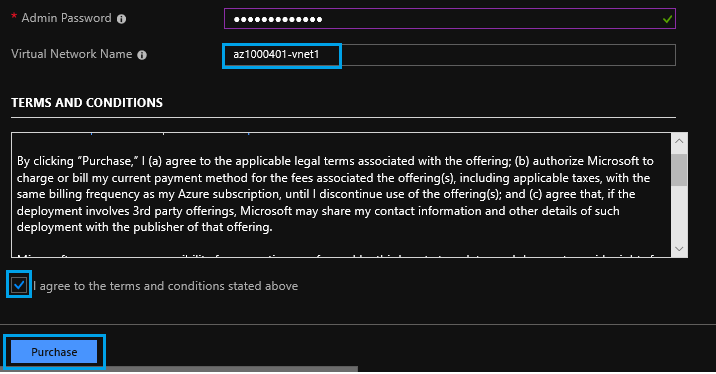 * Admin Password
●●●●●●●●●●●●●
Virtual Network Name
az1000401-vnet1
TERMS AND CONDITIONS
By clicking “Purchase,” I (a) agree to the applicable legal terms associated with the offering; (b) authorize Microsoft to
charge or bill my current payment method for the fees associated the offering(s), including applicable taxes, with the
same billing frequency as my Azure subscription, until I discontinue use of the offering(s); and (c) agree that, if the
deployment involves 3rd party offerings, Microsoft may share my contact information and other details of such
deployment with the publisher of that offering.
I agree to the terms and conditions stated above
Purchase